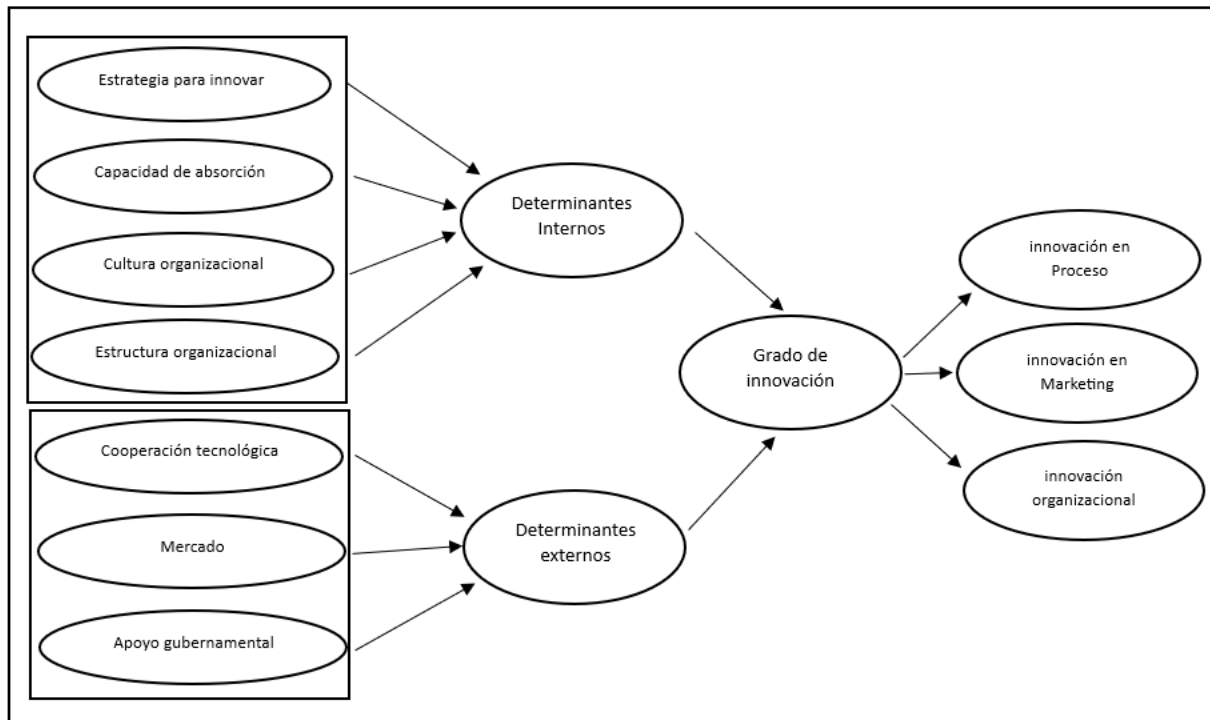 Estrategia para innovar
Capacidad de absorción
Cultura organizacional
Estructura organizacional
Cooperación tecnológica
Mercado
Apoyo gubernamental
Determinantes
Internos
Determinantes
externos
Grado de
innovación
innovación en
Proceso
innovación en
Marketing
innovación
organizacional